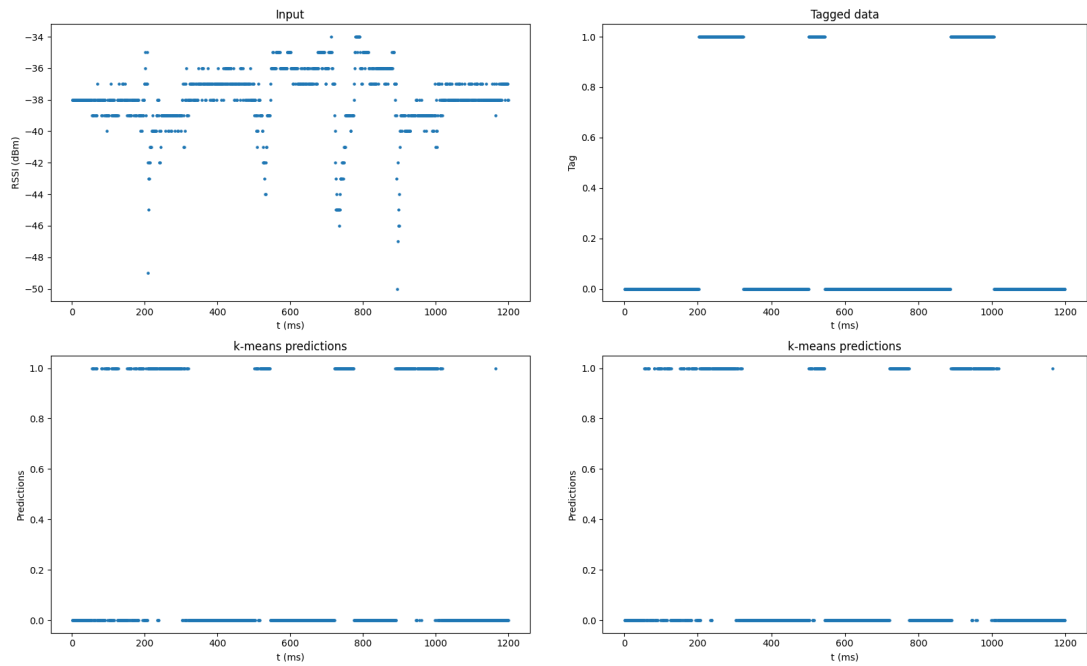 Input
−34
−36
−38
−40
−42
−44
−46
−48
−50
RSSI (dBm)
0 200 400 600 800 1000 1200
t (ms)
Tagged data
1.0
0.8
0.6
0.4
0.2
0.0
Tag
0 200 400 600 800 1000 1200
t (ms)
k-means predictions
1.0
0.8
0.6
0.4
0.2
0.0
Predictions
0 200 400 600 800 1000 1200
t (ms)
k-means predictions
1.0
0.8
0.6
0.4
0.2
0.0
Predictions
0 200 400 600 800 1000 1200
t (ms)